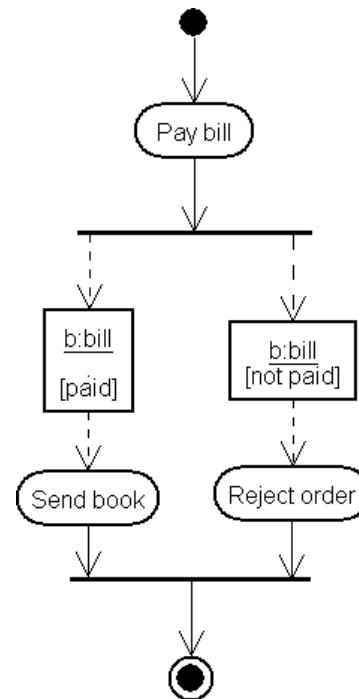 Pay bill
b:bill
[paid]
b:bill
[not paid]
Send book
Reject order